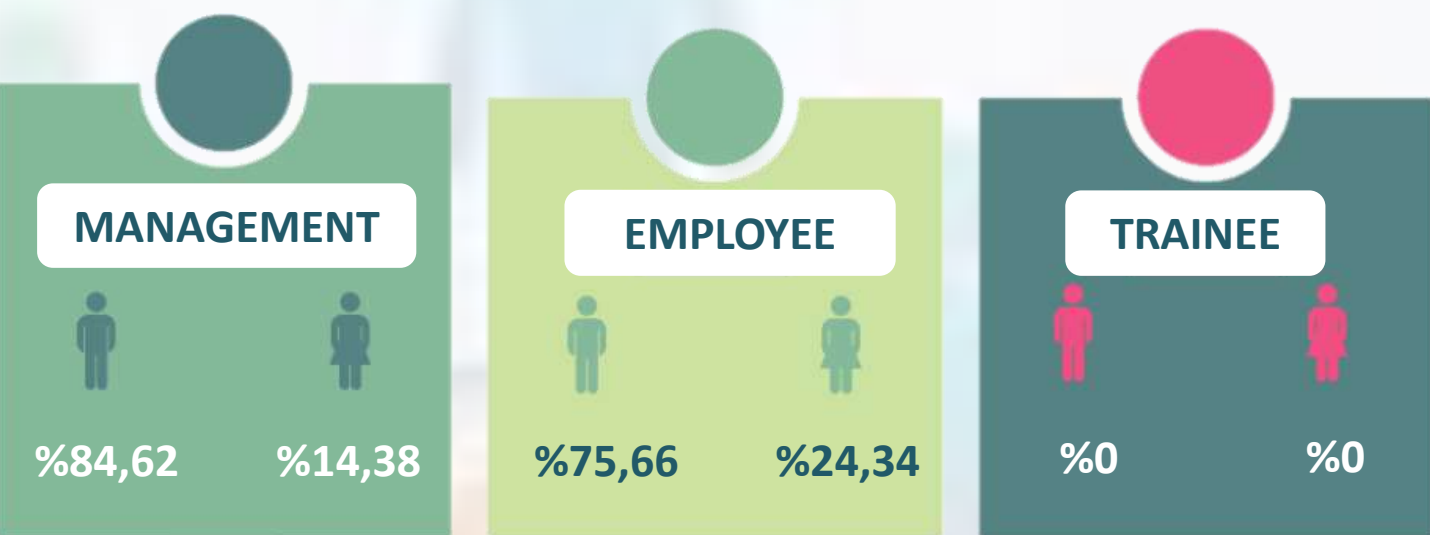 MANAGEMENT
%84,62 %14,38
EMPLOYEE
%75,66 %24,34
TRAINEE
%0 %0